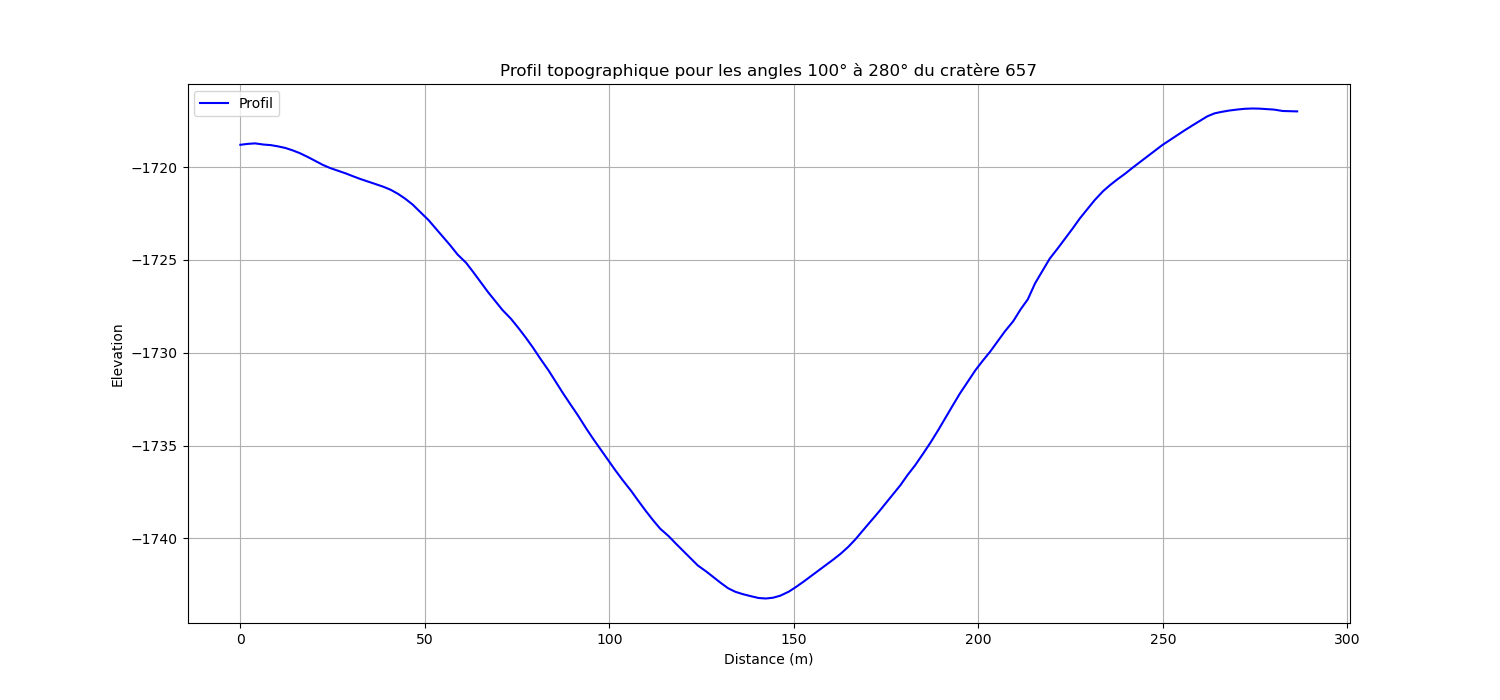 Profil topographique pour les angles 100° à 280° du cratère 657
Profil
−1720
−1725
−1730
−1735
−1740
Elevation
0 50 100 150 200 250 300
Distance (m)